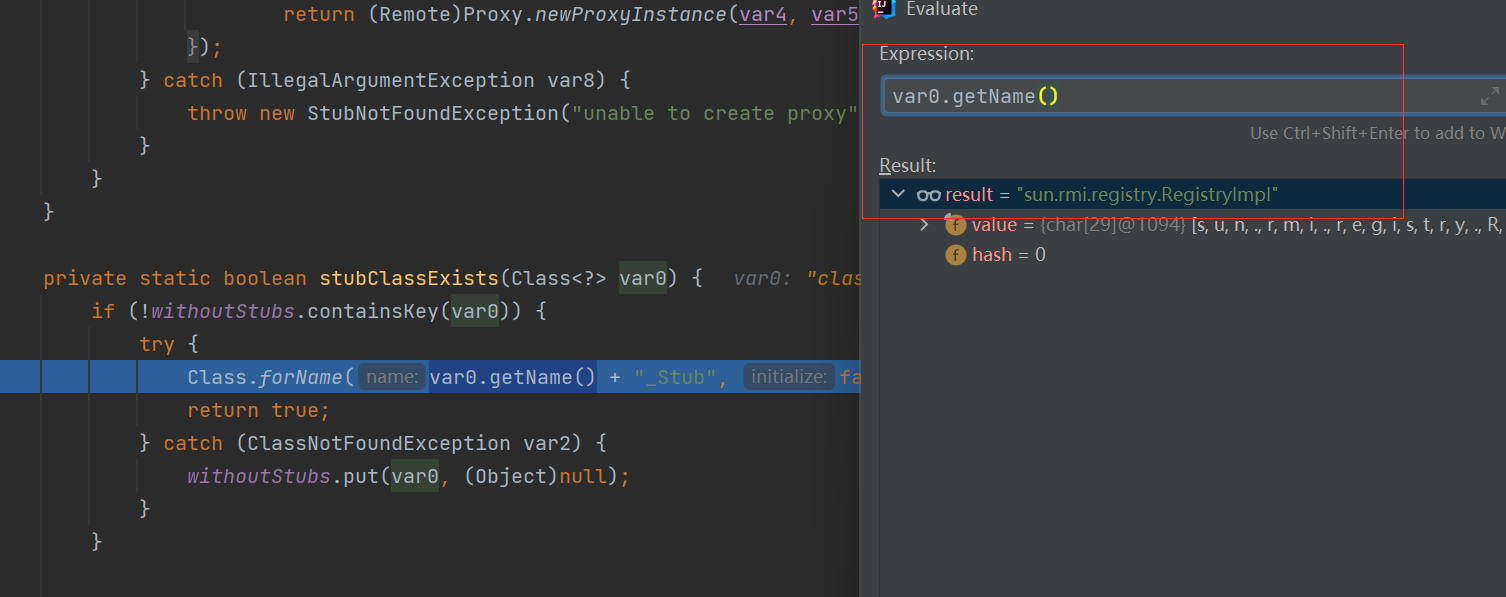 return (Remote)Proxy.newProxyInstance(var4, var5
});
} catch (IllegalArgumentException var8) {
throw new StubNotFoundException("unable to create proxy"
}
}
}
private static boolean stubClassExists(Class<?> var0) { var0: "clas
if (!withoutStubs.containsKey(var0)) {
try {
Class.forName( name: var0.getName() + "_Stub", initialize: fa
return true;
} catch (ClassNotFoundException var2) {
withoutStubs.put(var0, (Object)null);
}
}
Evaluate
Expression:
var0.getName()
Use Ctrl+Shift+Enter to add to W
Result:
result = "sun.rmi.registry.RegistryImpl"
f value = {char[29]@1094} [s, u, n, ., r, m, i, ., r, e, g, i, s, t, r, y, ., R,
f hash = 0